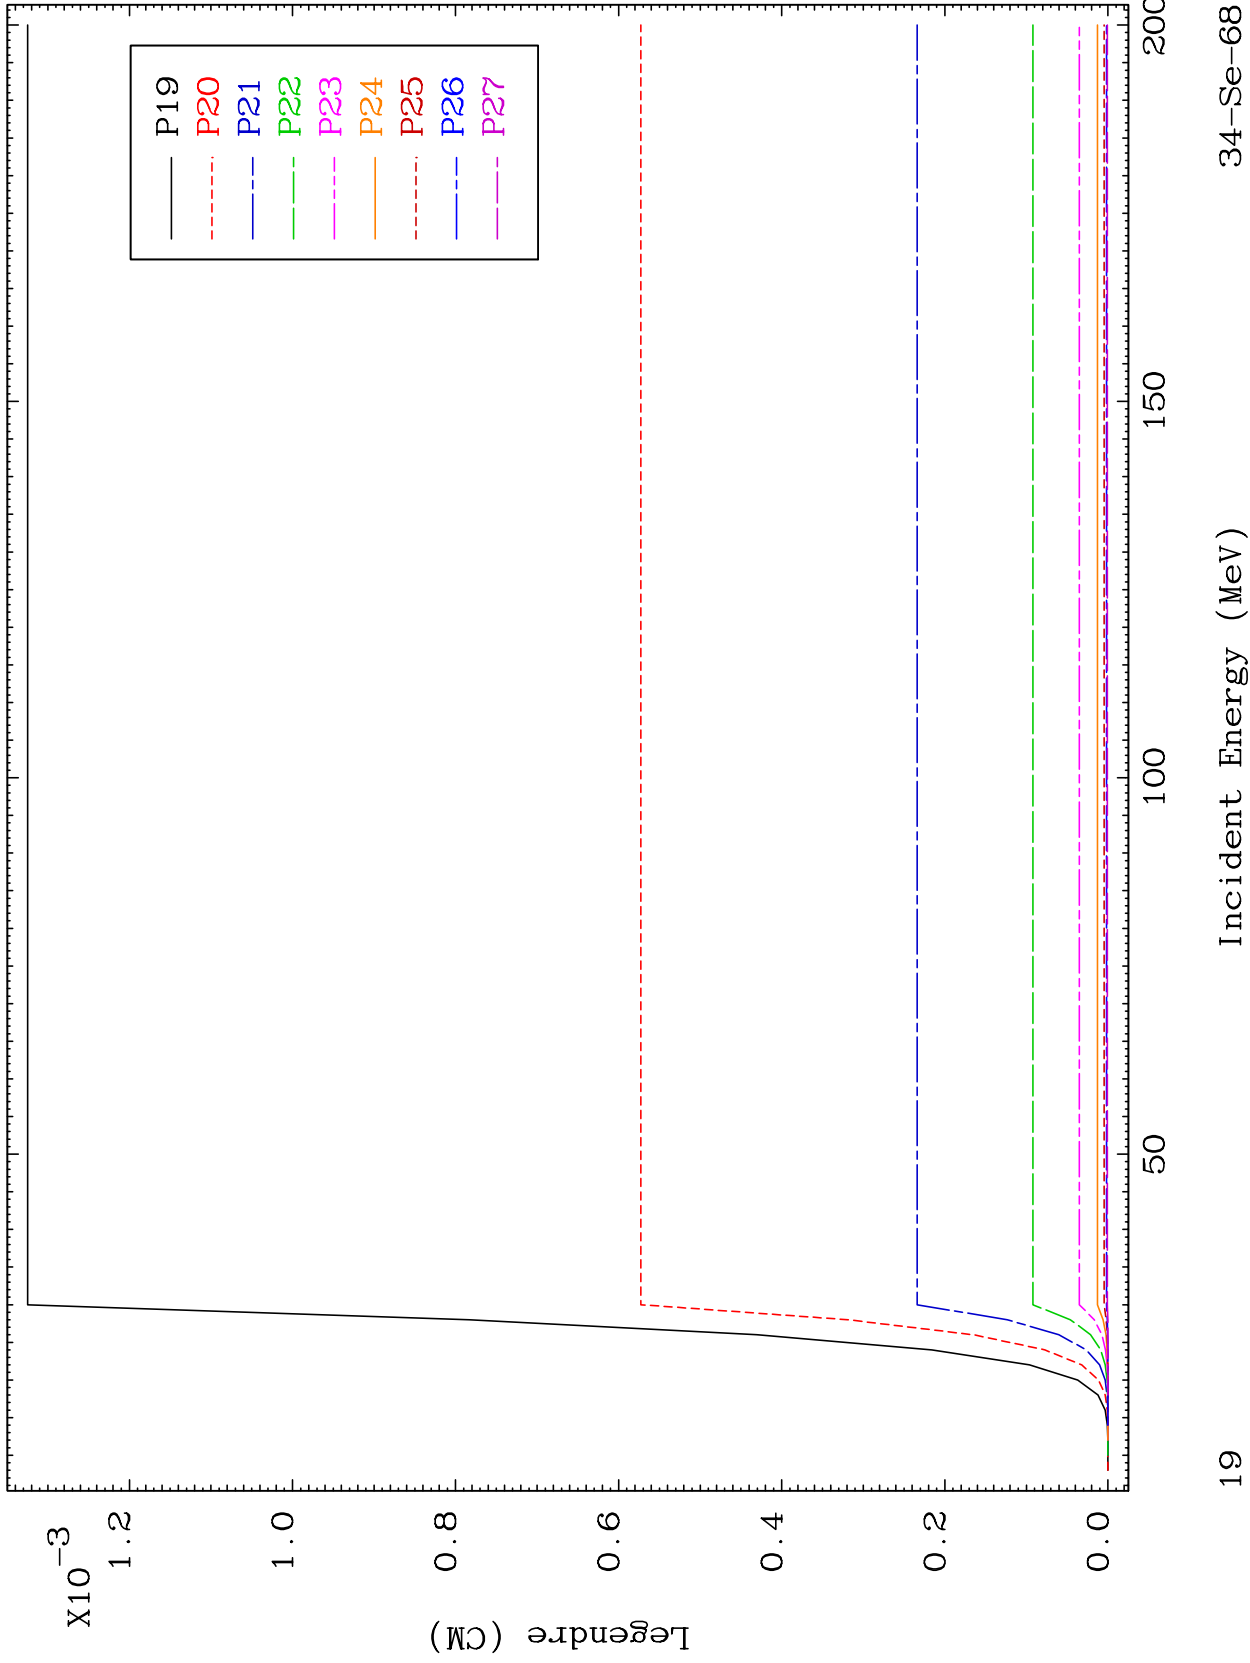 X10-3
1.2
1.0
0.8
0.6
0.4
0.2
0.0
Legendre (CM)
P19
P20
P21
P22
P23
P24
P25
P26
P27
50
100
150
200
Incident Energy (MeV)
19
34-Se-68